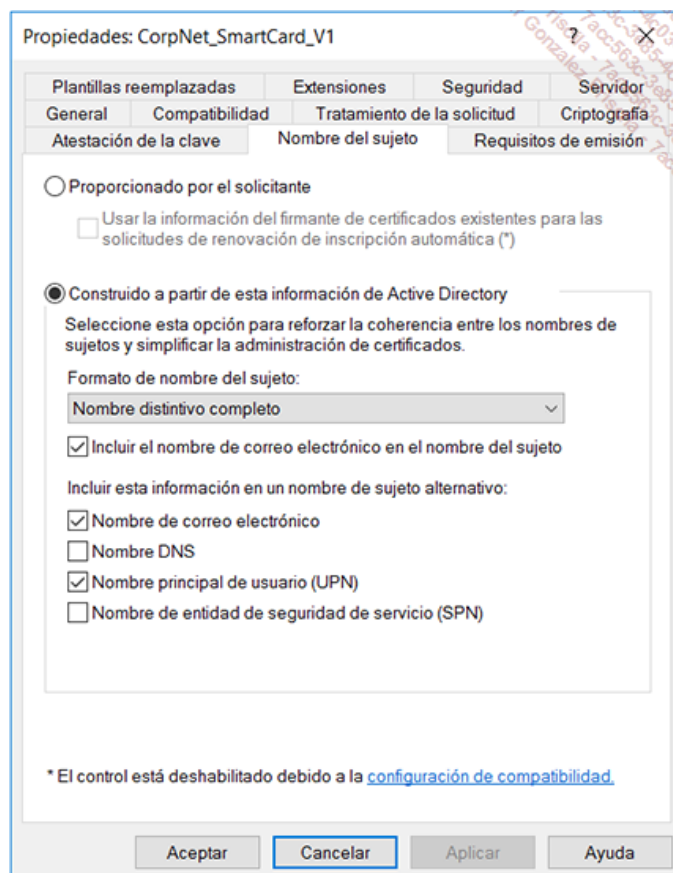 Propiedades: CorpNet_SmartCard_V1
?
Plantillas reemplazadas Extensiones Seguridad Servidor
General Compatibilidad Tratamiento de la solicitud Criptografía
Atestación de la clave Nombre del sujeto Requisitos de emisión
Proporcionado por el solicitante
Usar la información del firmante de certificados existentes para las
solicitudes de renovación de inscripción automática (*)
Construido a partir de esta información de Active Directory
Seleccione esta opción para reforzar la coherencia entre los nombres de
sujetos y simplificar la administración de certificados.
Formato de nombre del sujeto:
Nombre distintivo completo
Incluir el nombre de correo electrónico en el nombre del sujeto
Incluir esta información en un nombre de sujeto alternativo:
Nombre de correo electrónico
Nombre DNS
Nombre principal de usuario (UPN)
Nombre de entidad de seguridad de servicio (SPN)
* El control está deshabilitado debido a la configuración de compatibilidad.
Aceptar Cancelar Aplicar Ayuda